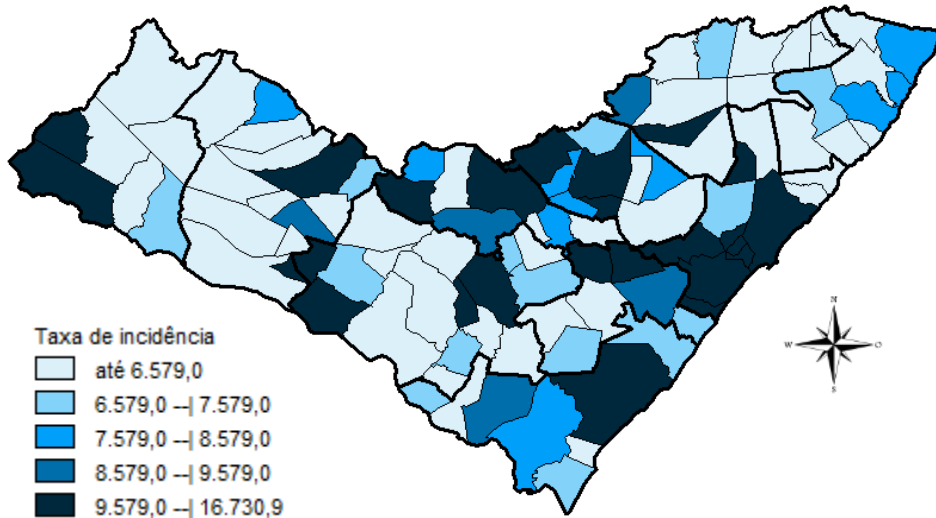 Taxa de incidência
até 6.579,0
6.579,0 --| 7.579,0
7.579,0 --| 8.579,0
8.579,0 --| 9.579,0
9.579,0 --| 16.730,9
N
W
O
S